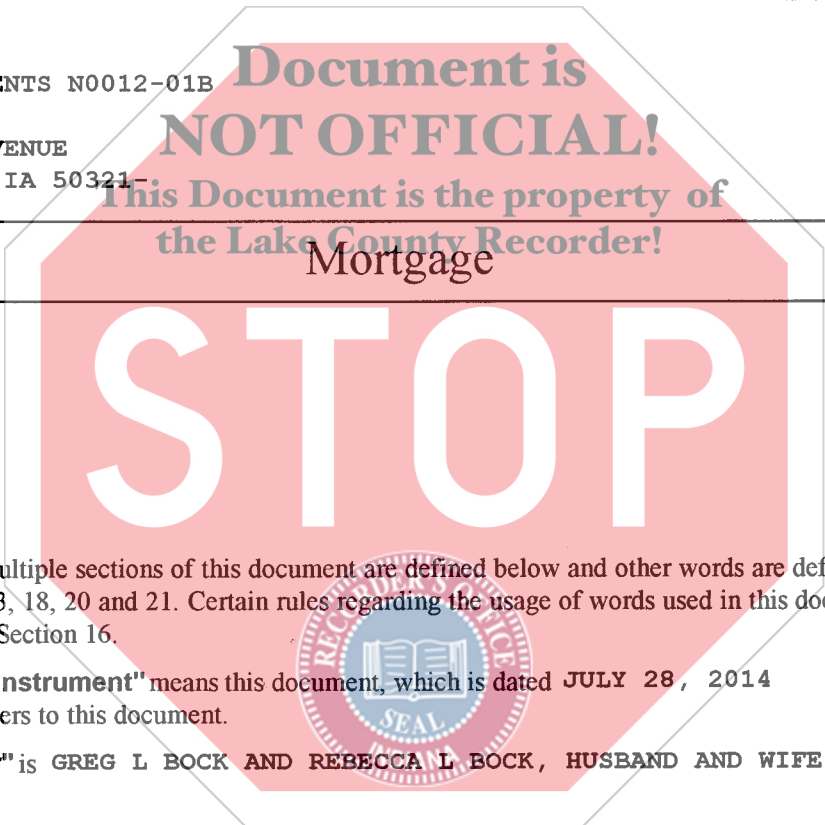 Document is
NTS N0012-01B
NOT OFFICIAL!
ENUE
IA 50321-
This Document is the property of
the Lake County Recorder!
Mortgage
STOP
ultiple sections of this document are defined below and other words are def
3, 18, 20 and 21. Certain rules regarding the usage of words used in this doc
Section 16.
nstrument" means this document, which is dated JULY 28, 2014
ers to this document.
" is GREG L BOCK AND REBECCA L BOCK, HUSBAND AND WIFE
RECORDER'S OFFICE
SEAL
INDIANA